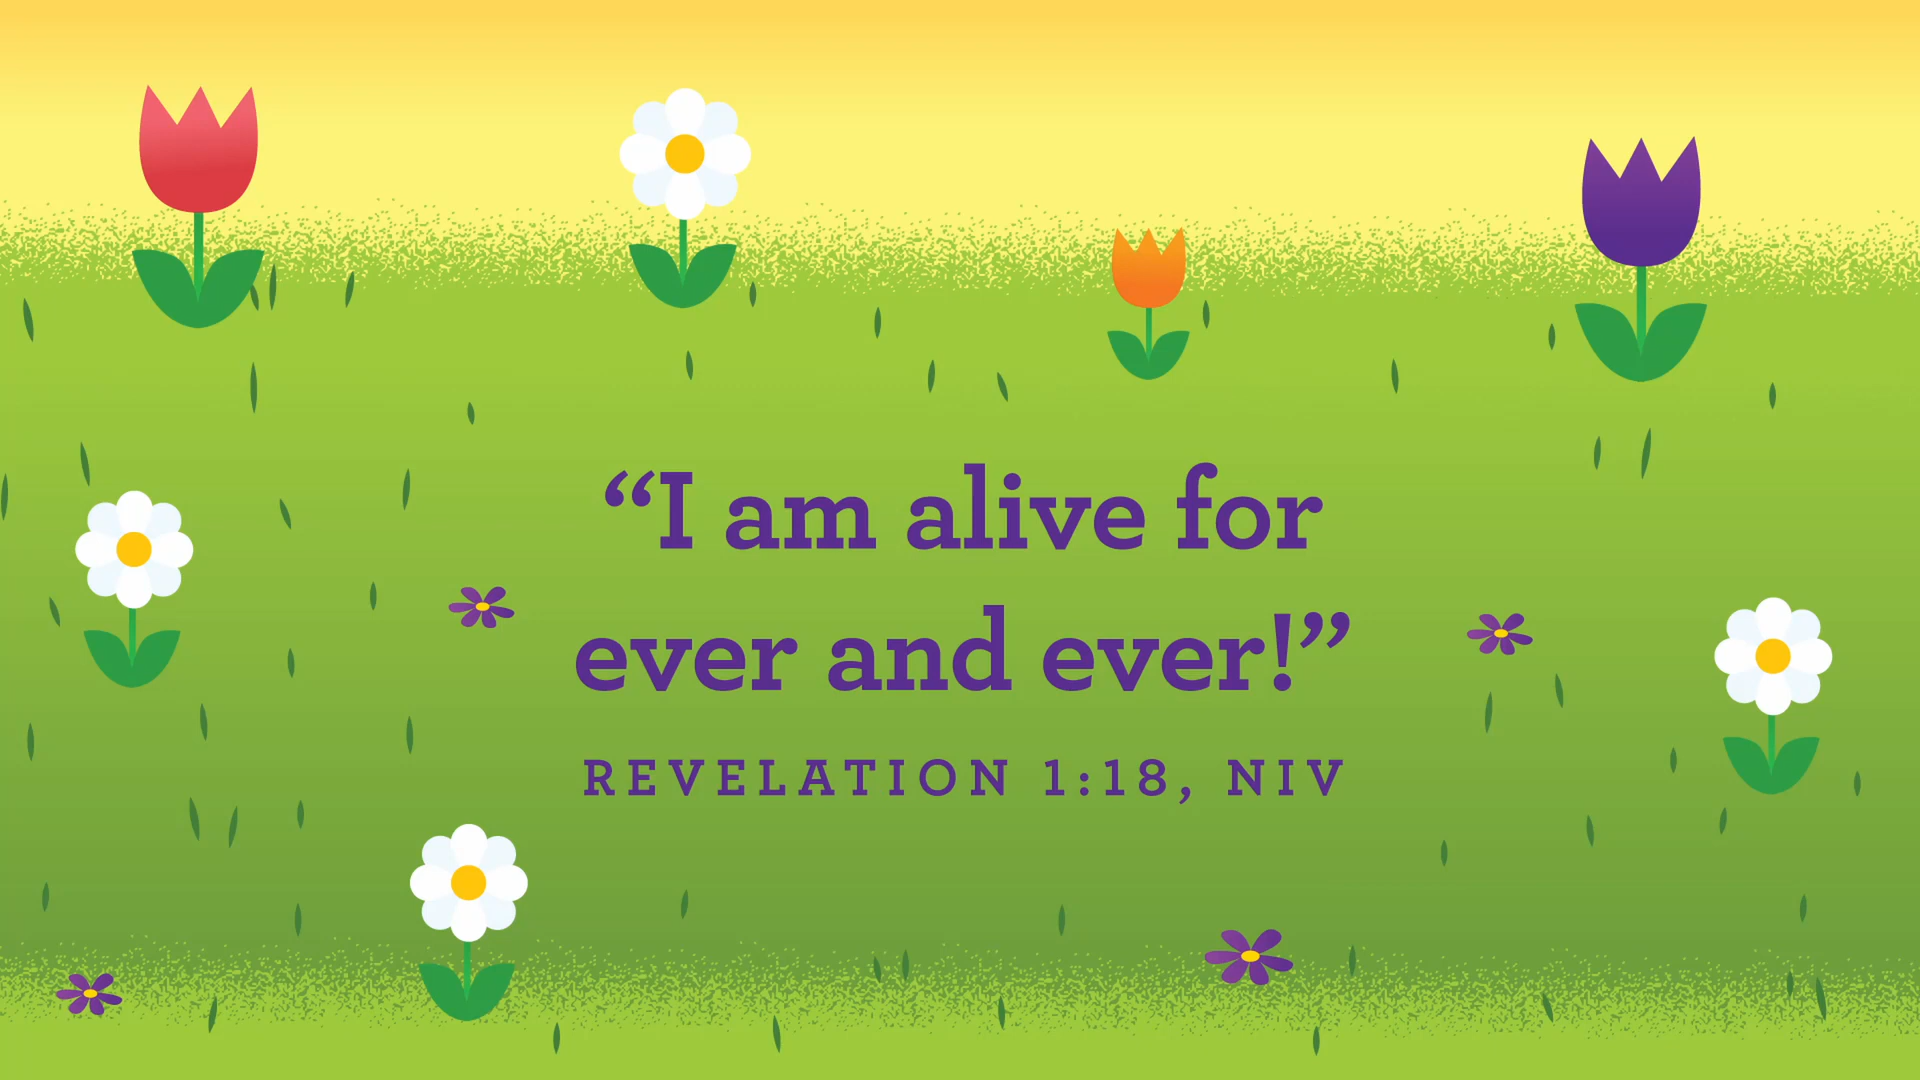 “I am alive for
ever and ever!”
REVELATION 1:18, NIV